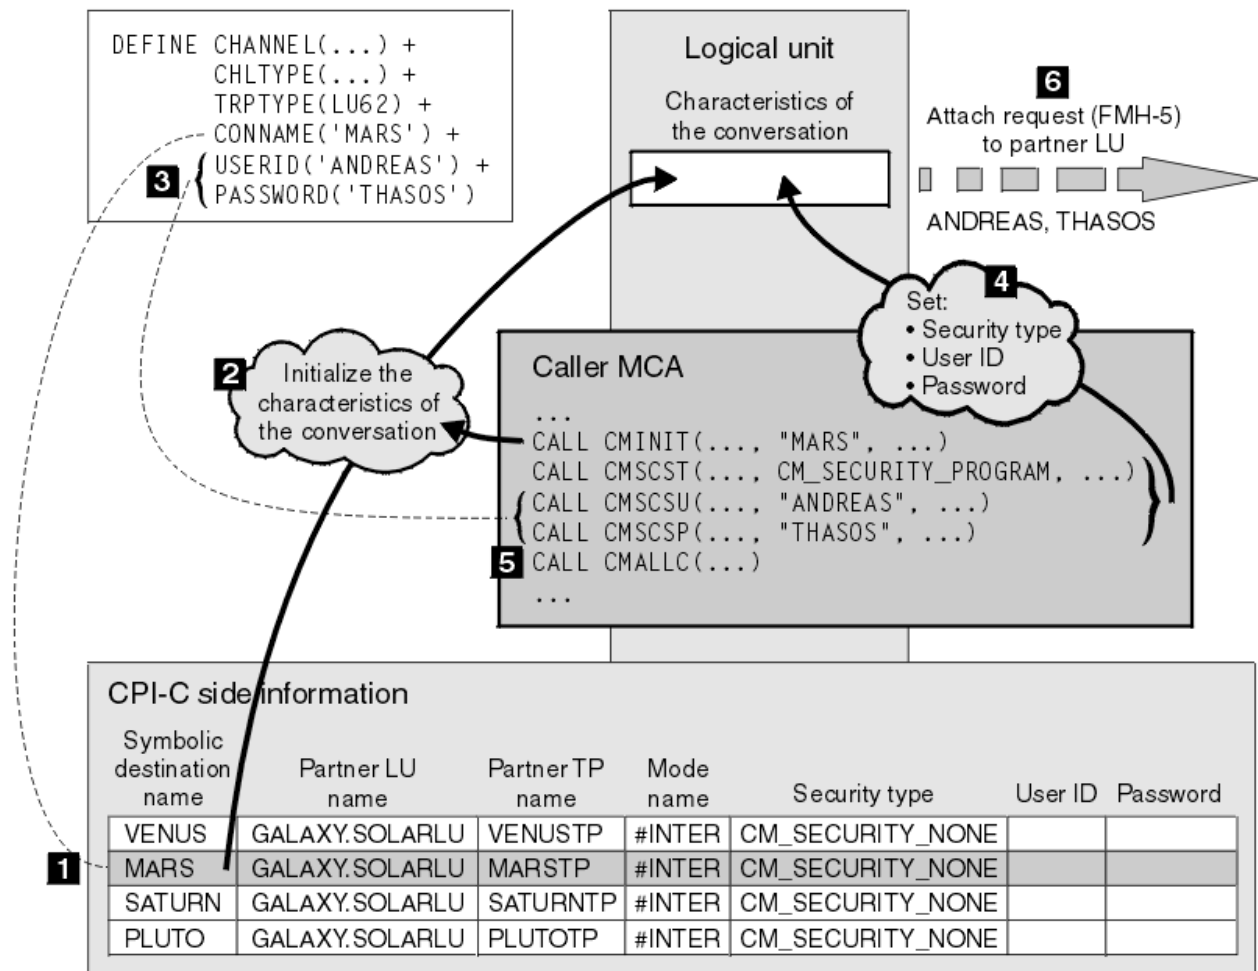 DEFINE CHANNEL(...) +
CHLTYPE(...) +
TRPTYPE(LU62) +
CONNAME('MARS') +
USERID('ANDREAS') +
PASSWORD('THASOS')
3
Logical unit
Characteristics of
the conversation
6
Attach request (FMH-5)
to partner LU
ANDREAS, THASOS
4
Set:
• Security type
• User ID
• Password
2
Initialize the
characteristics of
the conversation
Caller MCA
...
CALL CMINIT(..., "MARS", ...)
CALL CMSCST(..., CM_SECURITY_PROGRAM, ...)
CALL CMSCSU(..., "ANDREAS", ...)
CALL CMSCSP(..., "THASOS", ...)
5 CALL CMALLC(...)
...
CPI-C side information
Symbolic
destination
name
Partner LU
name
Partner TP
name
Mode
name
Security type
User ID
Password
VENUS GALAXY.SOLARLU VENUSTP #INTER CM_SECURITY_NONE
1 MARS GALAXY.SOLARLU MARSTP #INTER CM_SECURITY_NONE
SATURN GALAXY.SOLARLU SATURNTP #INTER CM_SECURITY_NONE
PLUTO GALAXY.SOLARLU PLUTOTP #INTER CM_SECURITY_NONE